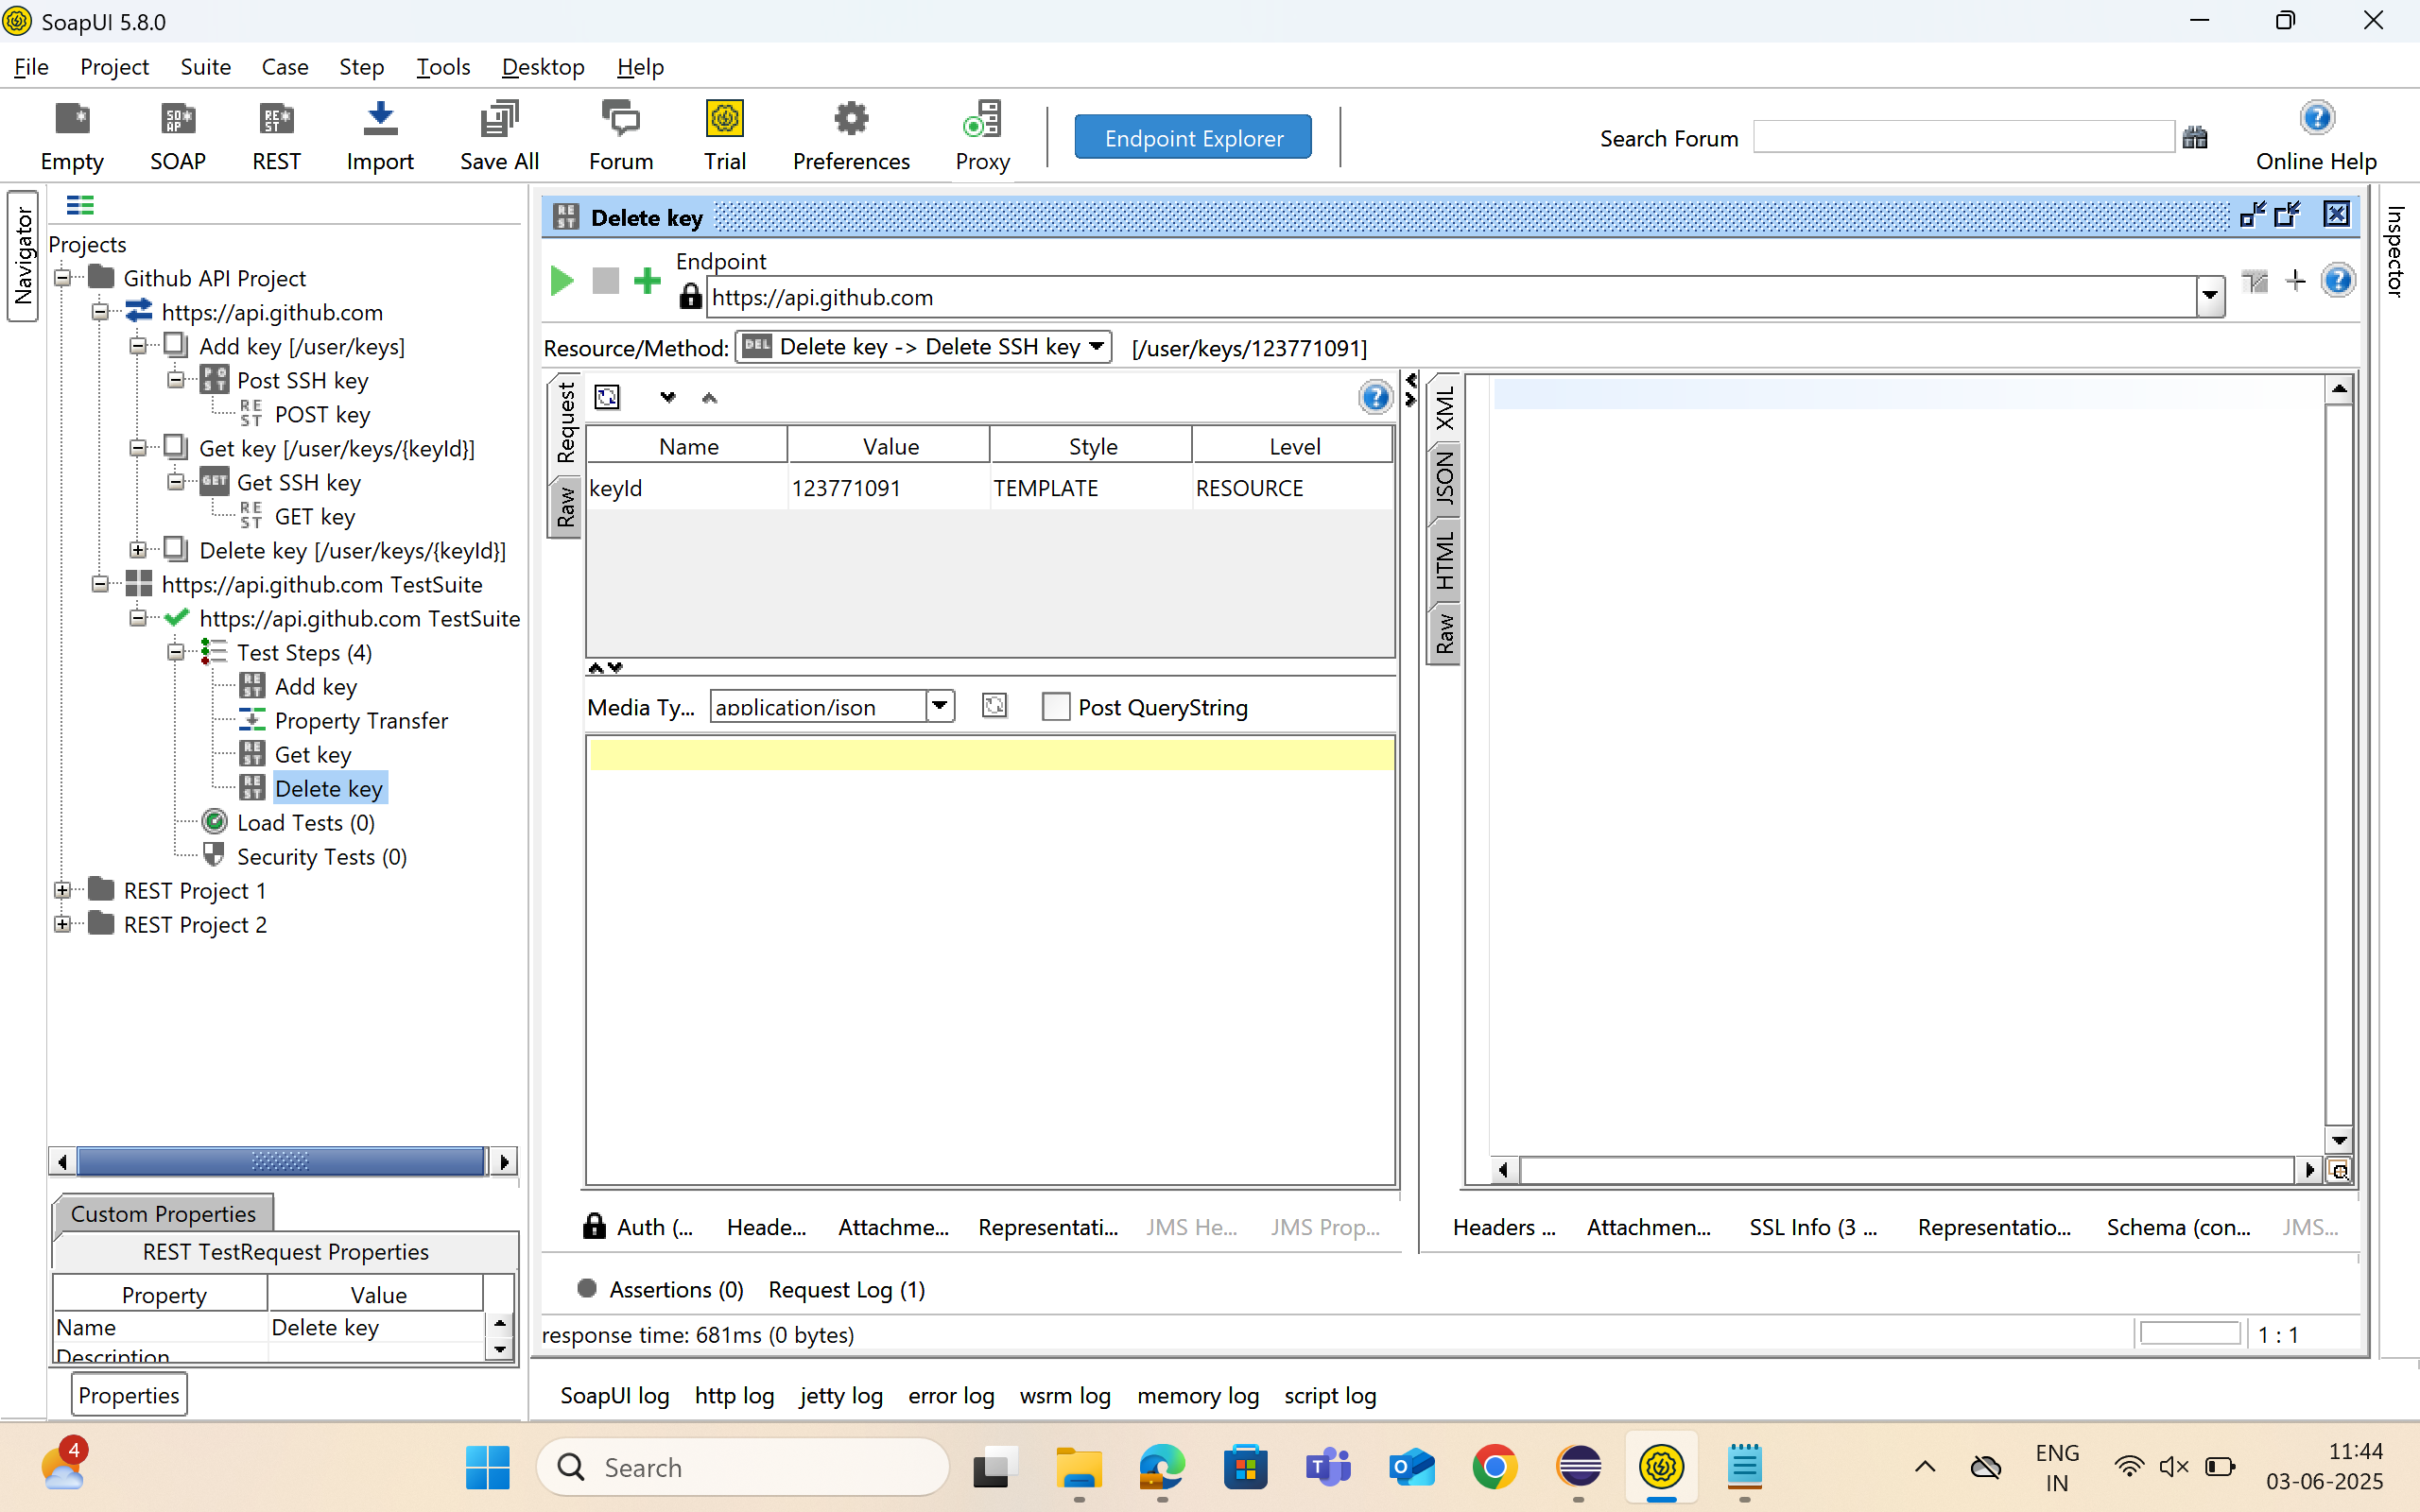 SoapUI 5.8.0
File Project Suite Case Step Tools Desktop Help
Empty SOAP REST Import Save All Forum Trial Preferences Proxy Endpoint Explorer Search Forum Online Help
Navigator
Projects
Github API Project
https://api.github.com
Add key [/user/keys]
Post SSH key
POST key
Get key [/user/keys/{keyId}]
GET Get SSH key
GET key
Delete key [/user/keys/{keyId}]
https://api.github.com TestSuite
https://api.github.com TestSuite
Test Steps (4)
Add key
Property Transfer
Get key
Delete key
Load Tests (0)
Security Tests (0)
REST Project 1
REST Project 2
Custom Properties
REST TestRequest Properties
Property Value
Name Delete key
Description
Properties
Delete key
Endpoint
https://api.github.com
Resource/Method: DEL Delete key -> Delete SSH key [/user/keys/123771091]
Request
Raw
Name Value Style Level
keyId 123771091 TEMPLATE RESOURCE
Media Ty... application/json Post QueryString
XML
JSON
HTML
Raw
Auth (... Heade... Attachme... Representati... JMS He... JMS Prop...
Headers ... Attachmen... SSL Info (3 ... Representatio... Schema (con... JMS...
Assertions (0) Request Log (1)
response time: 681ms (0 bytes) 1 : 1
SoapUI log http log jetty log error log wsrm log memory log script log
Inspector
4
Search
ENG
IN
11:44
03-06-2025